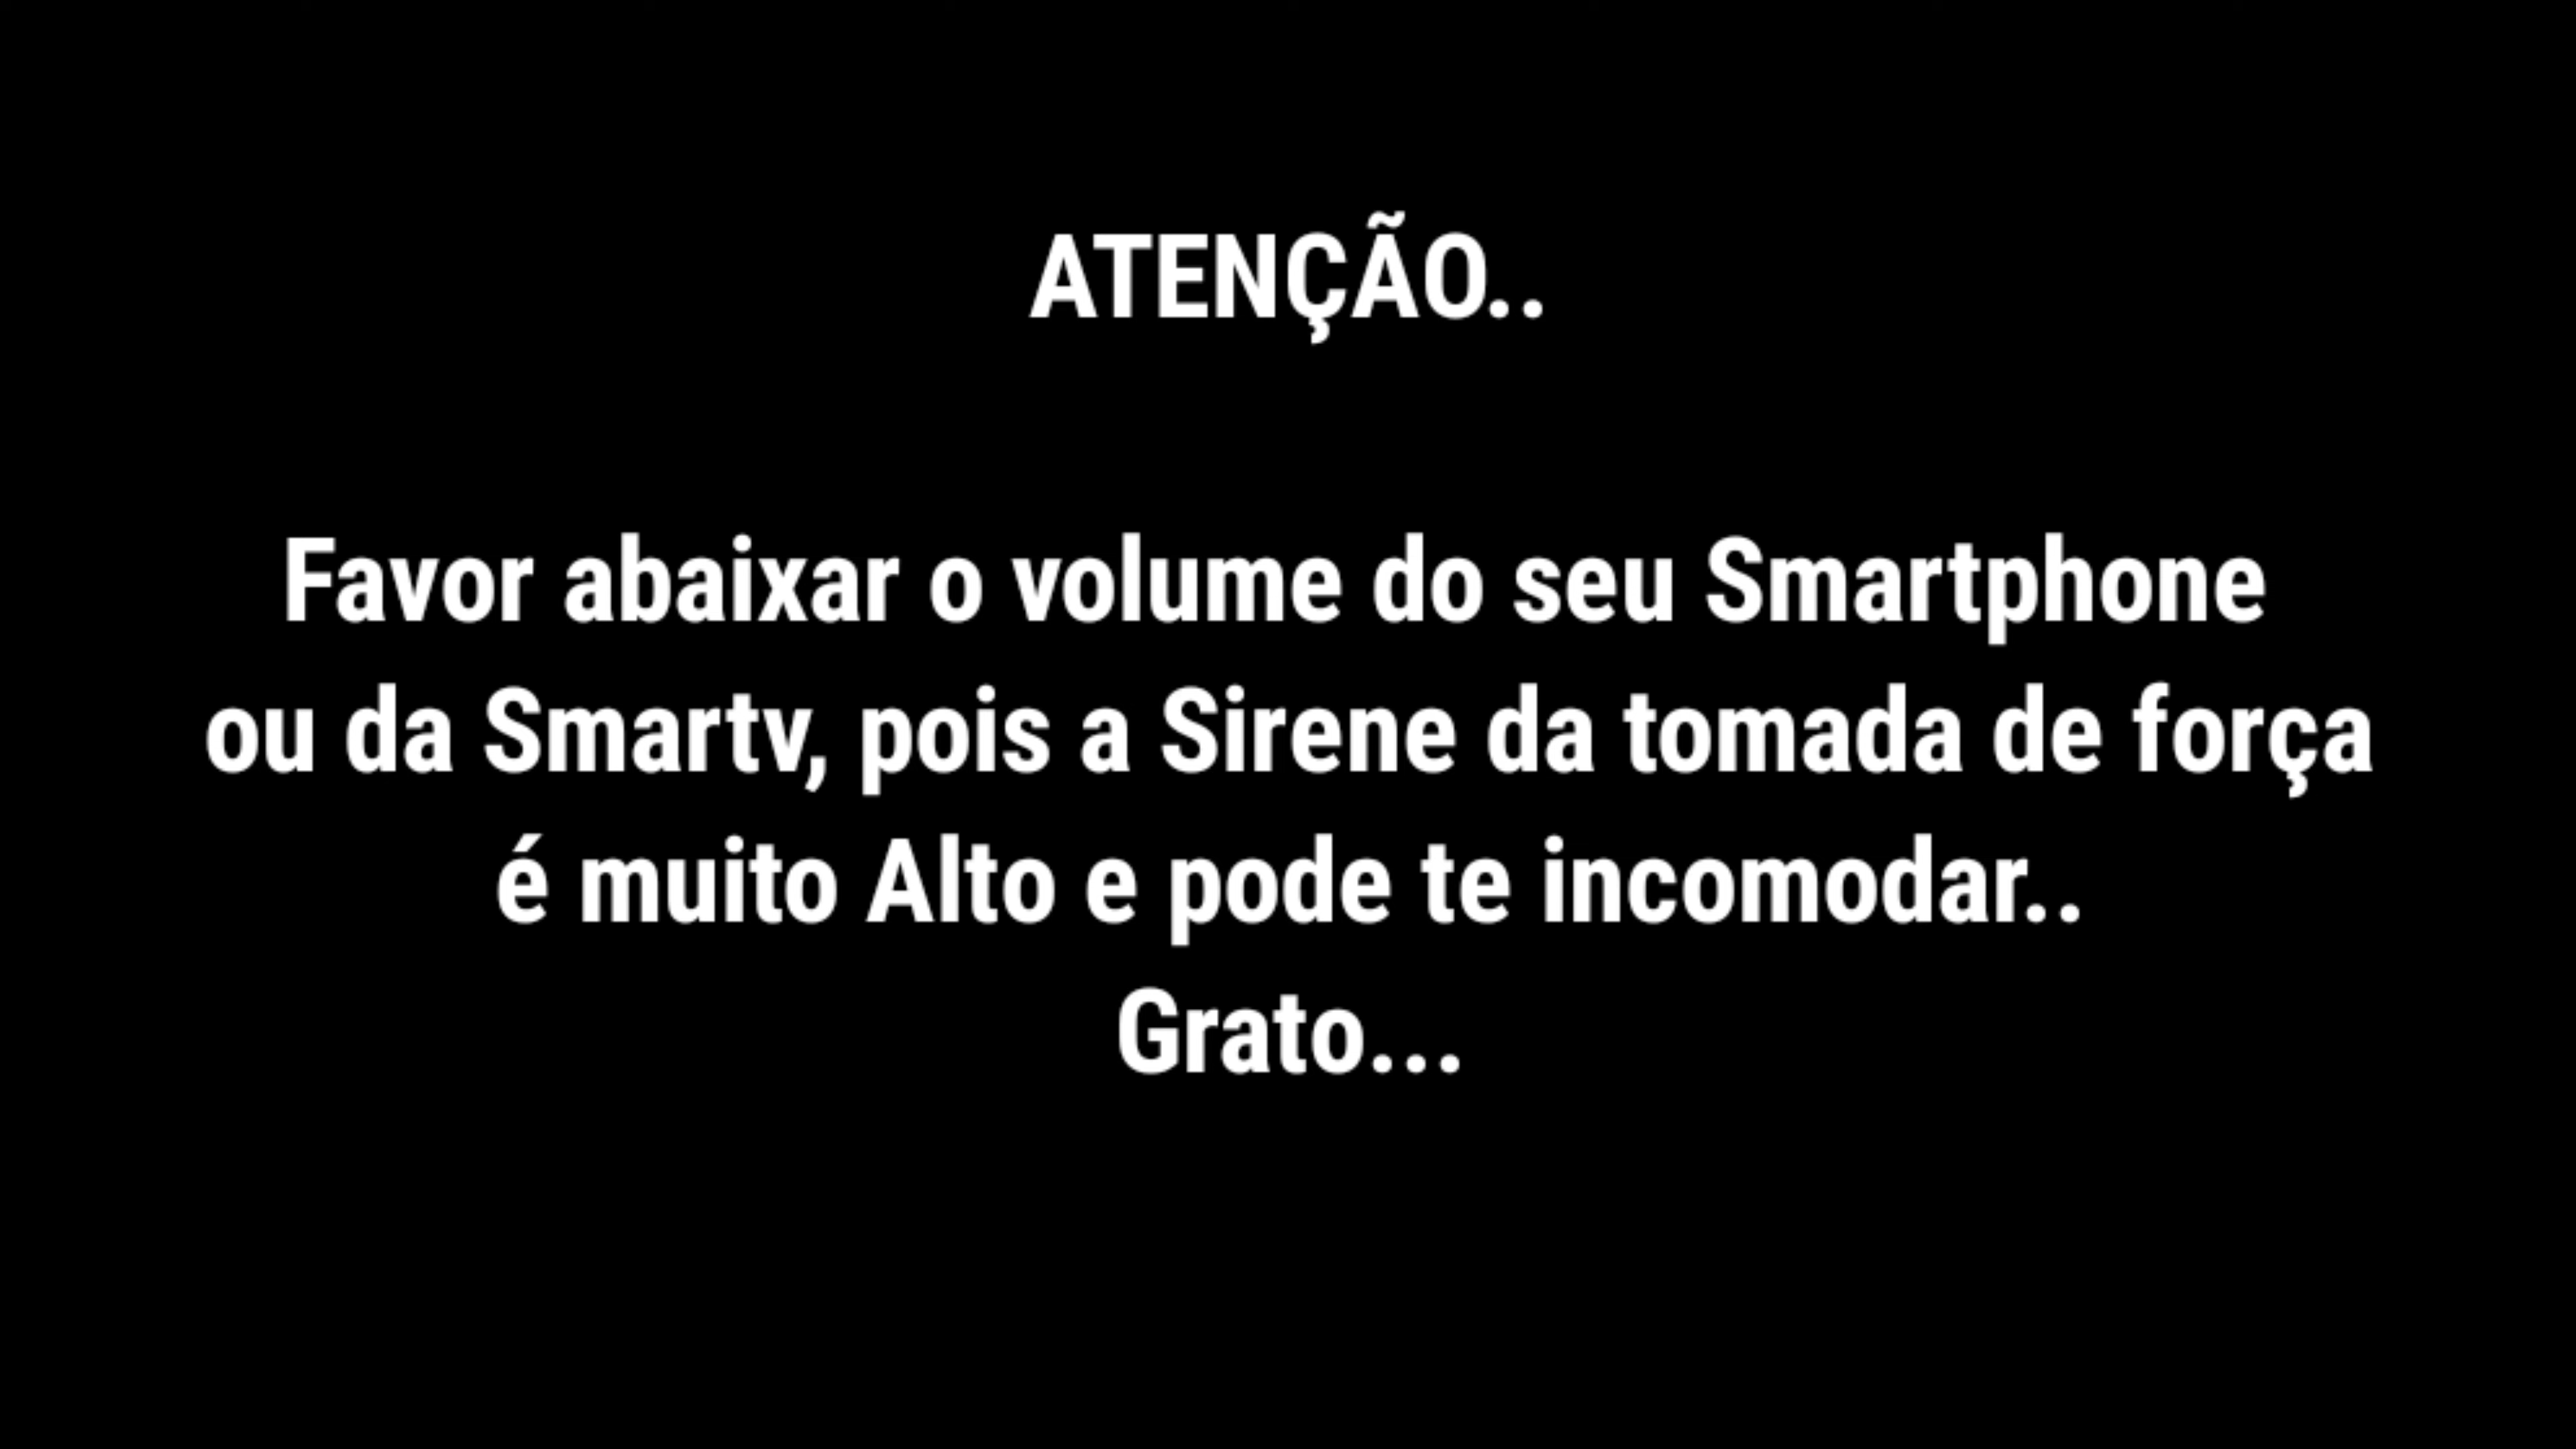 ATENÇÃO..
Favor abaixar o volume do seu Smartphone
ou da Smartv, pois a Sirene da tomada de força
é muito Alto e pode te incomodar..
Grato...